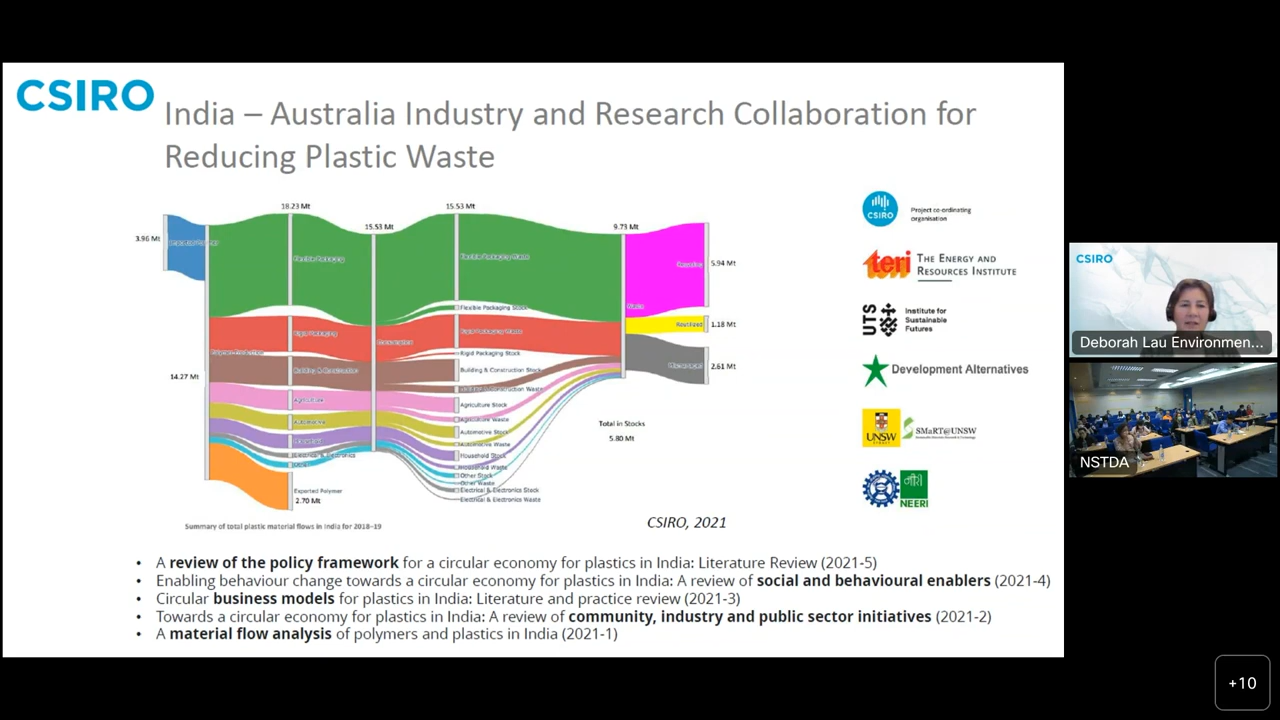 CSIRO
India – Australia Industry and Research Collaboration for
Reducing Plastic Waste
18.23 Mt
15.53 Mt
15.53 Mt
9.73 Mt
3.96 Mt
14.27 Mt
Polymer Production
Flexible Packaging
Rigid Packaging
Building & Construction
Agriculture
Automotive
Household
Electrical & Electronics
Exported Polymer
2.70 Mt
Consumption
Flexible Packaging Waste
Flexible Packaging Stock
Rigid Packaging Waste
Rigid Packaging Stock
Building & Construction Stock
Building & Construction Waste
Agriculture Stock
Agriculture Waste
Automotive Stock
Automotive Waste
Household Stock
Household Waste
Other Stock
Other Waste
Electrical & Electronics Stock
Electrical & Electronics Waste
Waste
Recycling
5.94 Mt
1.18 Mt
2.61 Mt
Total in Stocks
5.80 Mt
Summary of total plastic material flows in India for 2018–19
CSIRO, 2021
CSIRO
Project co-ordinating
organisation
teri
THE ENERGY AND
RESOURCES INSTITUTE
UTS
Institute for
Sustainable
Futures
Development Alternatives
UNSW
SYDNEY
SMaRT@UNSW
नीरी
NEERI
• A review of the policy framework for a circular economy for plastics in India: Literature Review (2021-5)
• Enabling behaviour change towards a circular economy for plastics in India: A review of social and behavioural enablers (2021-4)
• Circular business models for plastics in India: Literature and practice review (2021-3)
• Towards a circular economy for plastics in India: A review of community, industry and public sector initiatives (2021-2)
• A material flow analysis of polymers and plastics in India (2021-1)
CSIRO
Deborah Lau Environmen...
NSTDA
+10